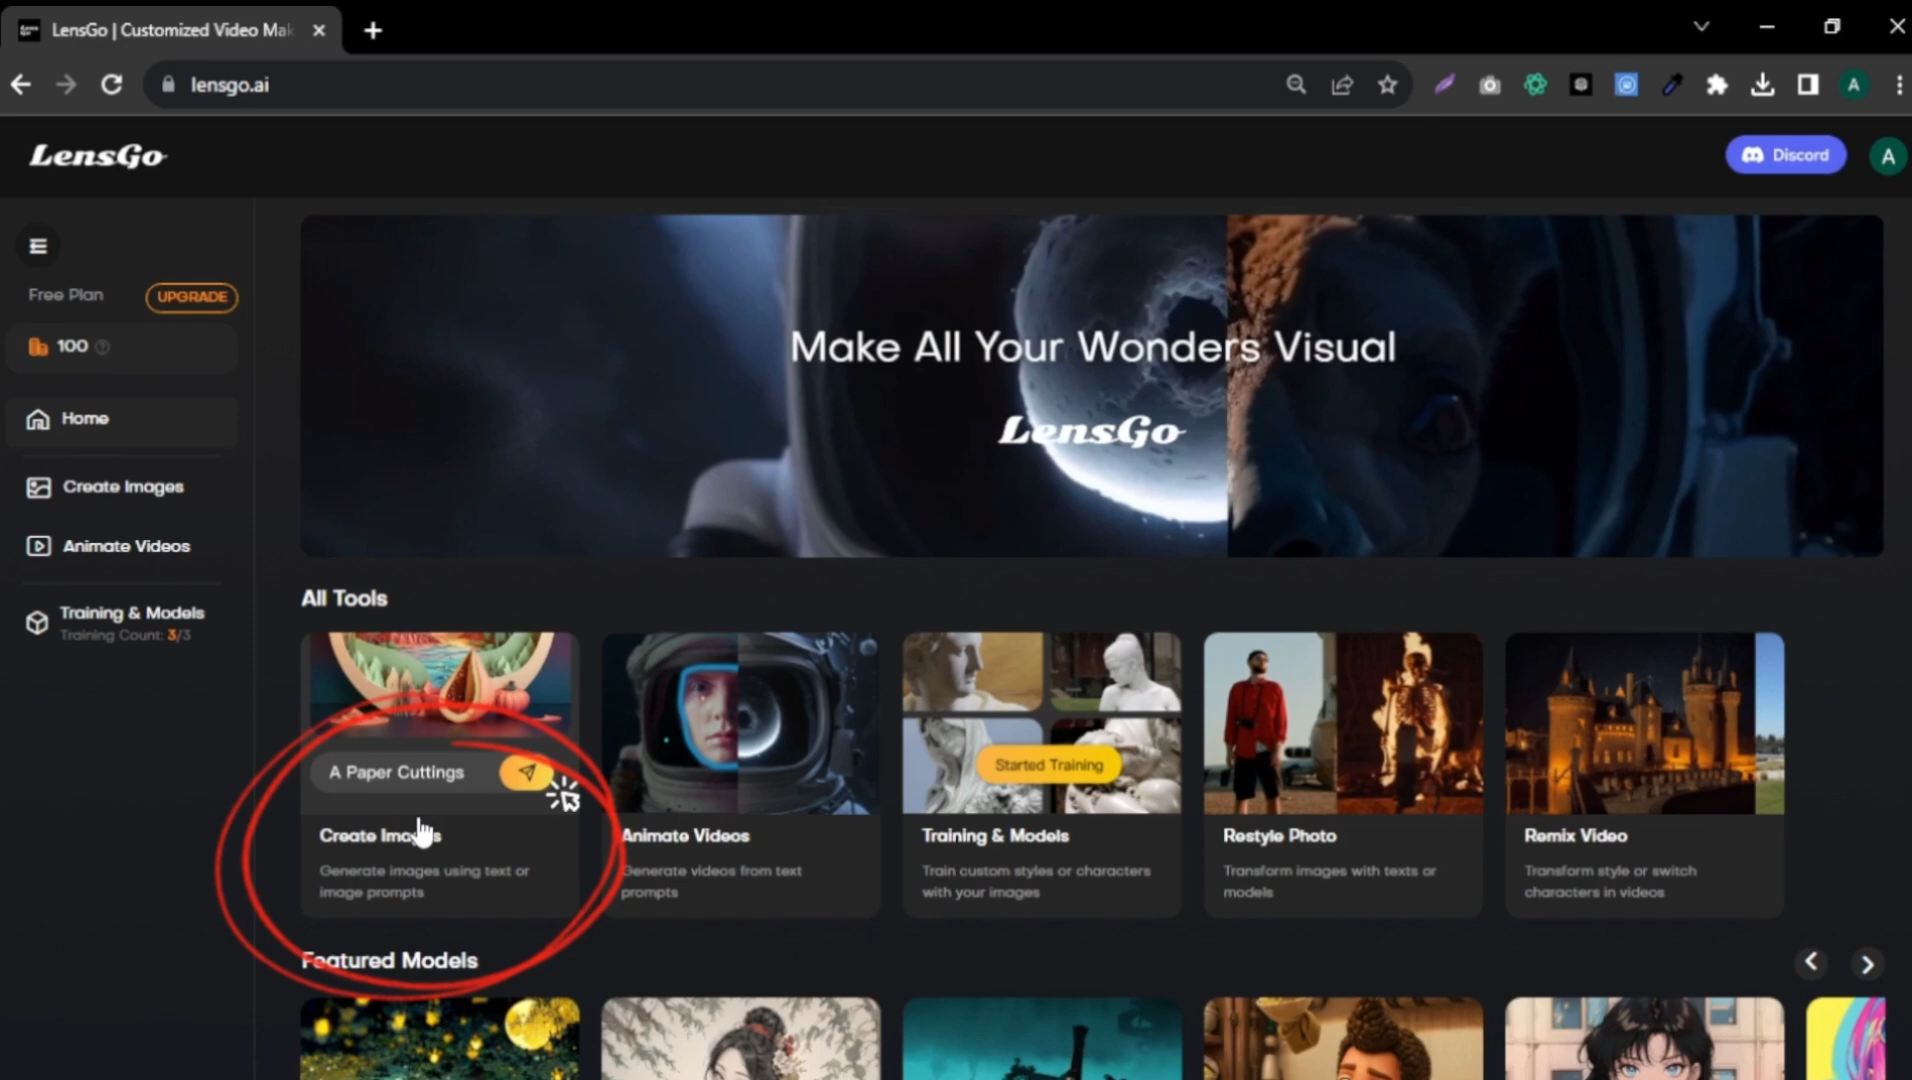 LensGo | Customized Video Mak
lensgo.ai
A
LensGo
Discord
A
Free Plan
UPGRADE
100
Home
Create Images
Animate Videos
Training & Models
Training Count: 3/3
Make All Your Wonders Visual
LensGo
All Tools
A Paper Cuttings
Started Training
Create Images
Generate images using text or
image prompts
Animate Videos
Generate videos from text
prompts
Training & Models
Train custom styles or characters
with your images
Restyle Photo
Transform images with texts or
models
Remix Video
Transform style or switch
characters in videos
Featured Models